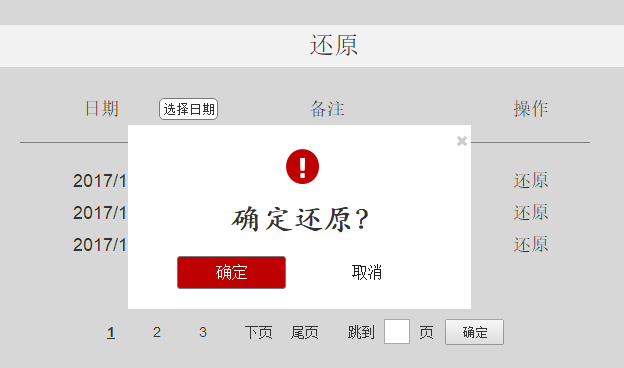 还原
日期 选择日期 备注 操作
2017/1 还原
2017/1 还原
2017/1 还原
确定还原?
确定 取消
1 2 3 下页 尾页 跳到 页 确定